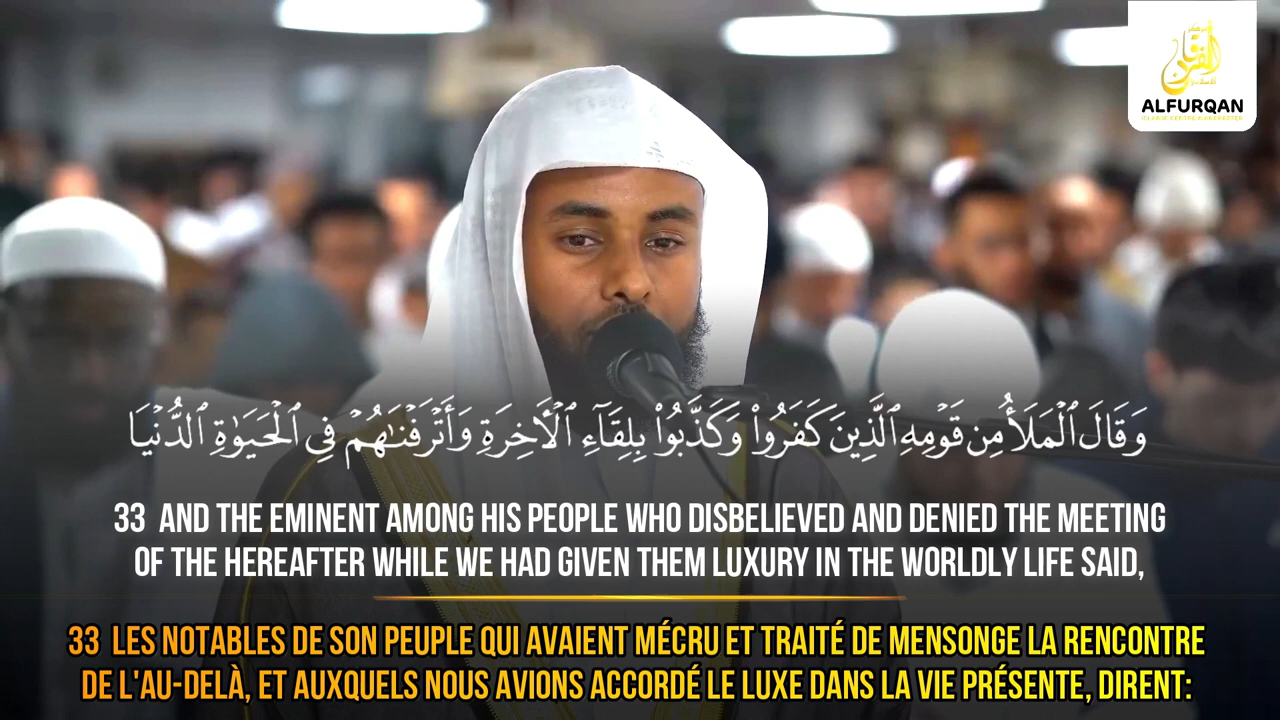 ALFURQAN
وَقَالَ ٱلْمَلَأُ مِن قَوْمِهِ ٱلَّذِينَ كَفَرُوا۟ وَكَذَّبُوا۟ بِلِقَآءِ ٱلْـَٔاخِرَةِ وَأَتْرَفْنَـٰهُمْ فِى ٱلْحَيَوٰةِ ٱلدُّنْيَا
33 AND THE EMINENT AMONG HIS PEOPLE WHO DISBELIEVED AND DENIED THE MEETING
OF THE HEREAFTER WHILE WE HAD GIVEN THEM LUXURY IN THE WORLDLY LIFE SAID,
33 LES NOTABLES DE SON PEUPLE QUI AVAIENT MÉCRU ET TRAITÉ DE MENSONGE LA RENCONTRE
DE L'AU-DELÀ, ET AUXQUELS NOUS AVIONS ACCORDÉ LE LUXE DANS LA VIE PRÉSENTE, DIRENT: